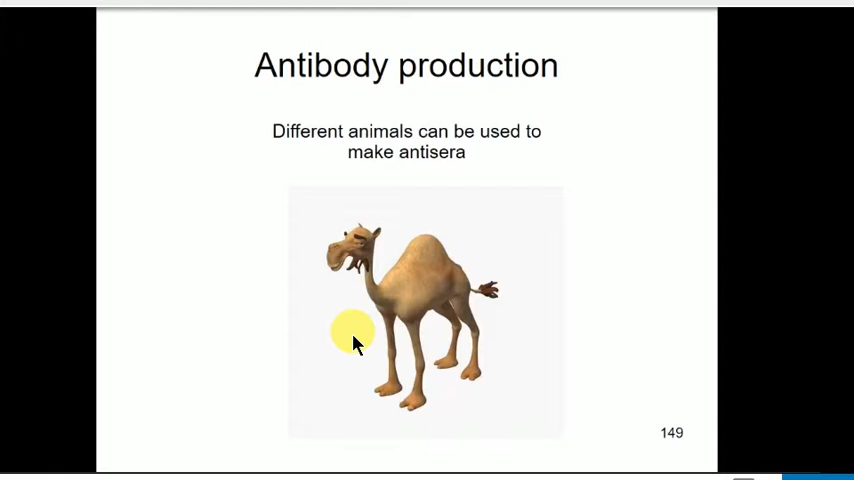 Antibody production
Different animals can be used to
make antisera
149